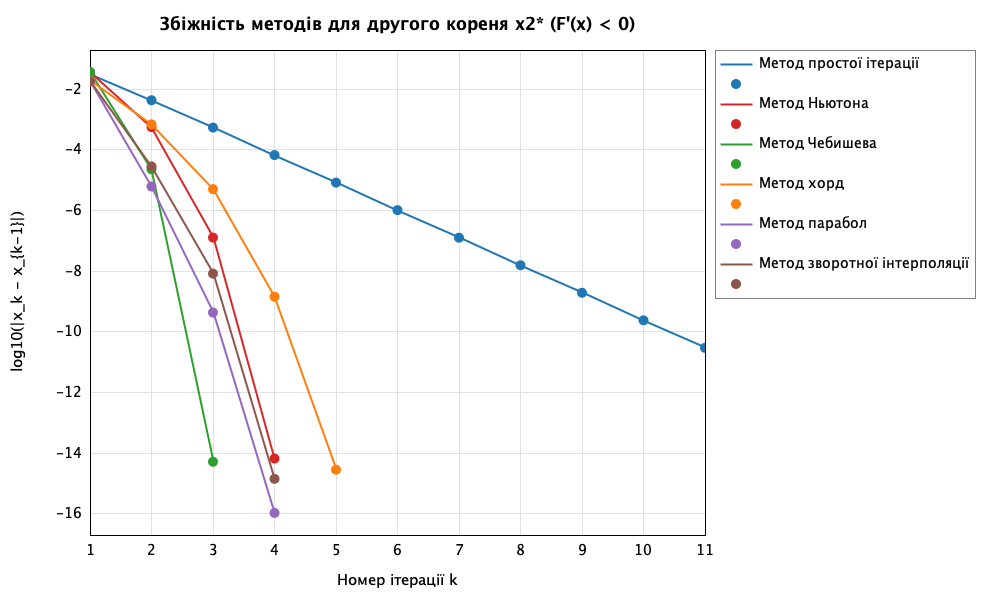 Збіжність методів для другого кореня x2* (F'(x) < 0)
Метод простої ітерації
Метод Ньютона
Метод Чебишева
Метод хорд
Метод парабол
Метод зворотної інтерполяції
log10(|x_k - x_{k-1}|)
-2
-4
-6
-8
-10
-12
-14
-16
1 2 3 4 5 6 7 8 9 10 11
Номер ітерації k